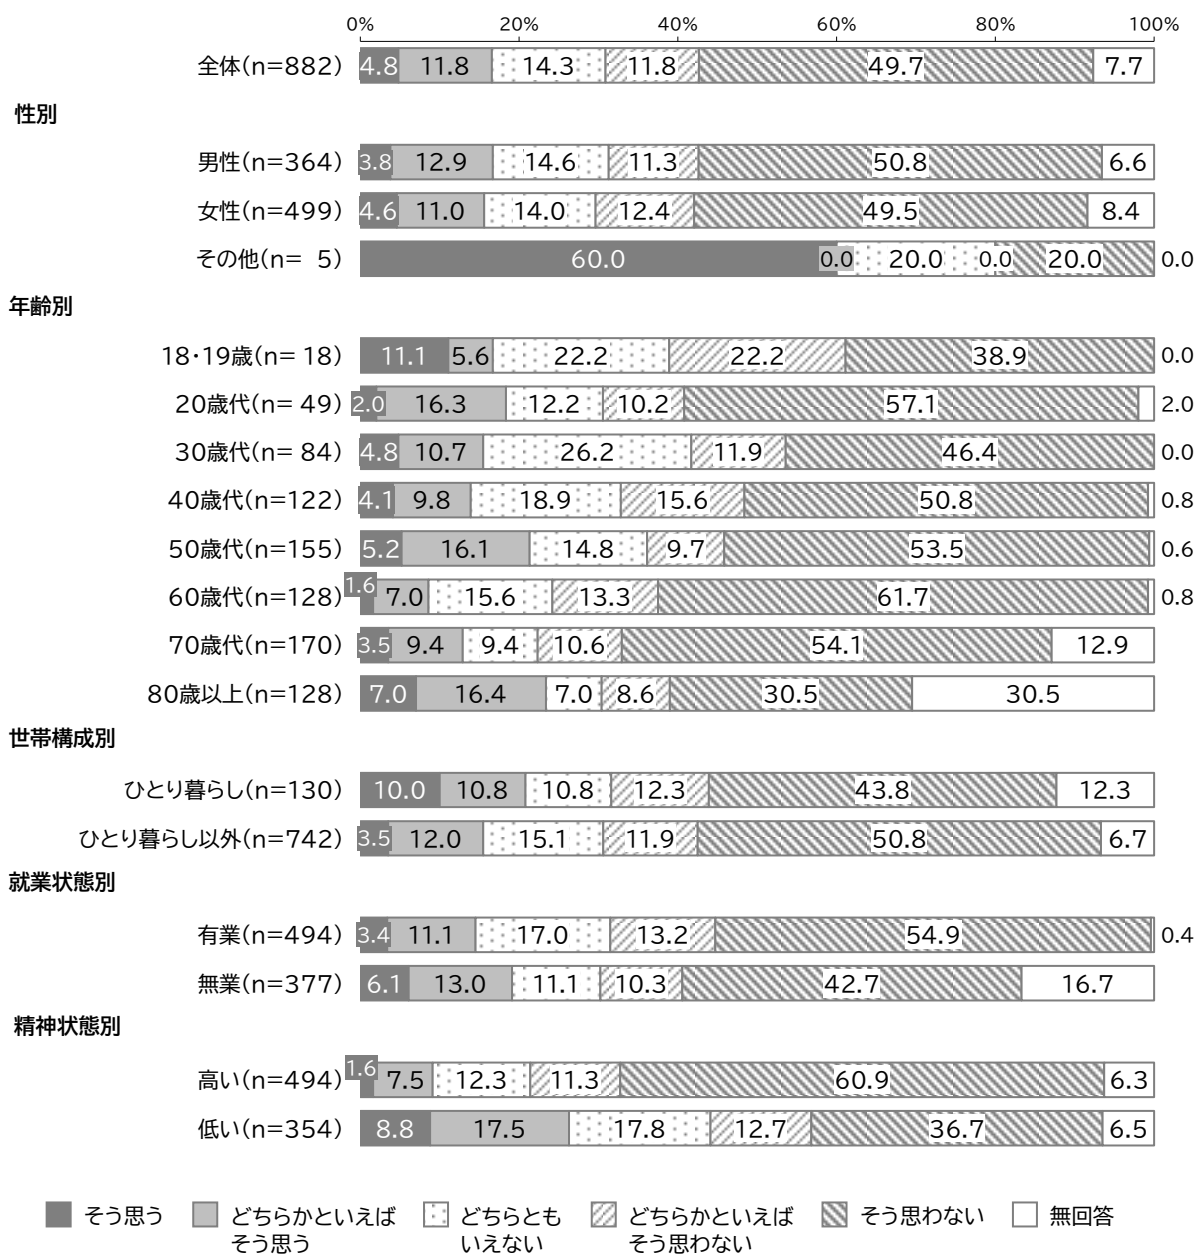 0% 20% 40% 60% 80% 100%
全体(n=882) 4.8 11.8 14.3 11.8 49.7 7.7
性別
男性(n=364) 3.8 12.9 14.6 11.3 50.8 6.6
女性(n=499) 4.6 11.0 14.0 12.4 49.5 8.4
その他(n= 5) 60.0 0.0 20.0 0.0 20.0 0.0
年齢別
18・19歳(n= 18) 11.1 5.6 22.2 22.2 38.9 0.0
20歳代(n= 49) 2.0 16.3 12.2 10.2 57.1 2.0
30歳代(n= 84) 4.8 10.7 26.2 11.9 46.4 0.0
40歳代(n=122) 4.1 9.8 18.9 15.6 50.8 0.8
50歳代(n=155) 5.2 16.1 14.8 9.7 53.5 0.6
60歳代(n=128) 1.6 7.0 15.6 13.3 61.7 0.8
70歳代(n=170) 3.5 9.4 9.4 10.6 54.1 12.9
80歳以上(n=128) 7.0 16.4 7.0 8.6 30.5 30.5
世帯構成別
ひとり暮らし(n=130) 10.0 10.8 10.8 12.3 43.8 12.3
ひとり暮らし以外(n=742) 3.5 12.0 15.1 11.9 50.8 6.7
就業状態別
有業(n=494) 3.4 11.1 17.0 13.2 54.9 0.4
無業(n=377) 6.1 13.0 11.1 10.3 42.7 16.7
精神状態別
高い(n=494) 1.6 7.5 12.3 11.3 60.9 6.3
低い(n=354) 8.8 17.5 17.8 12.7 36.7 6.5
そう思う どちらかといえば どちらとも どちらかといえば そう思わない 無回答
そう思う いえない そう思わない